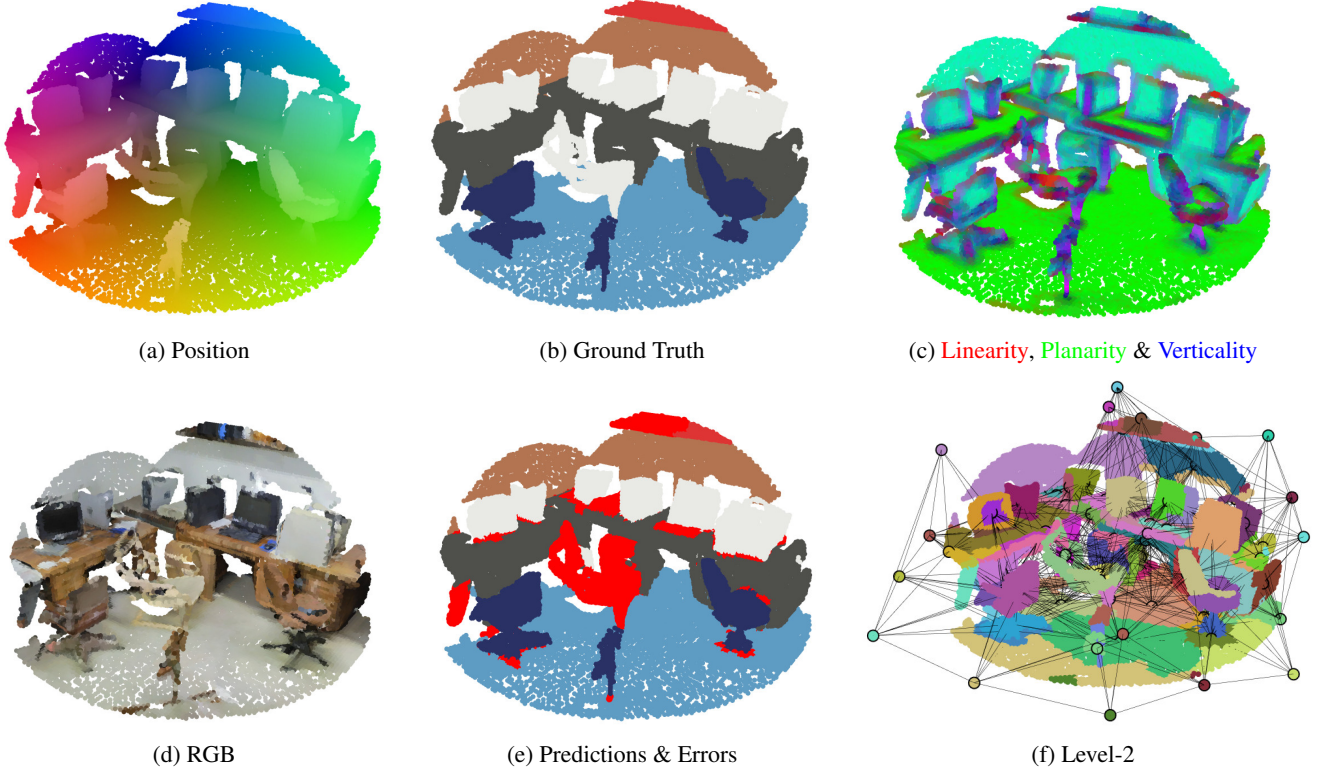 (a) Position
(b) Ground Truth
(c) Linearity, Planarity & Verticality
(d) RGB
(e) Predictions & Errors
(f) Level-2